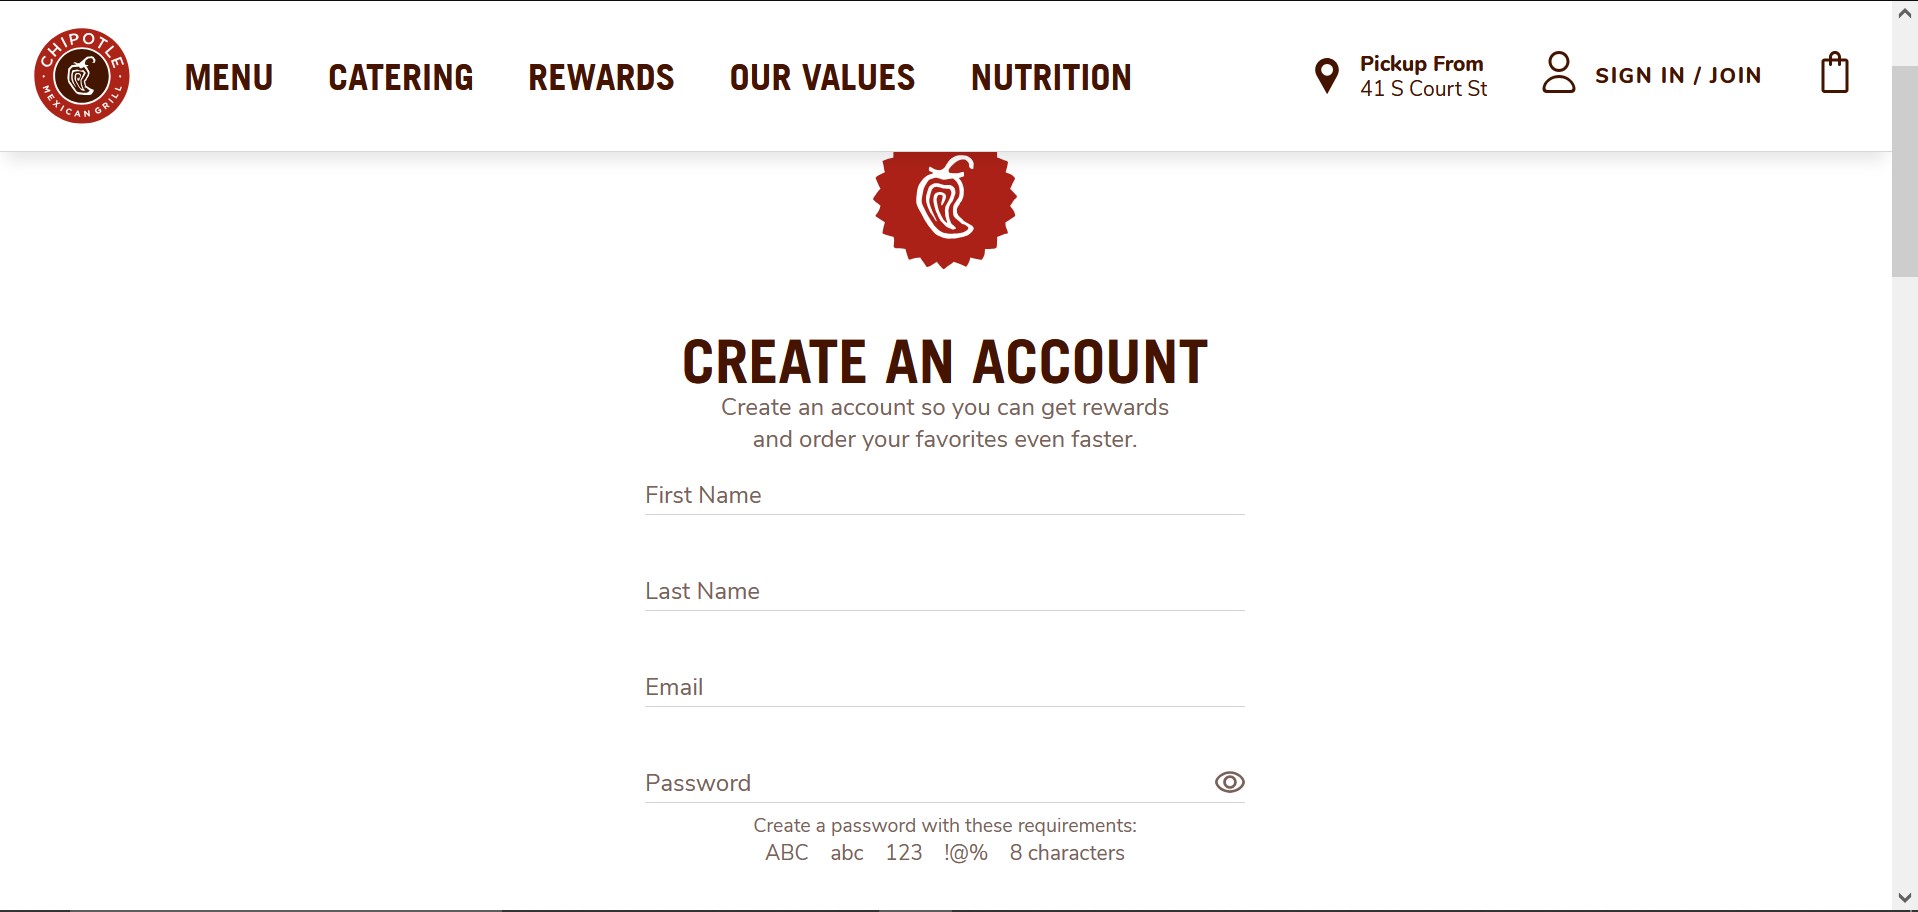 CHIPOTLE
MEXICAN GRILL
MENU
CATERING
REWARDS
OUR VALUES
NUTRITION
Pickup From
41 S Court St
SIGN IN / JOIN
CREATE AN ACCOUNT
Create an account so you can get rewards
and order your favorites even faster.
First Name
Last Name
Email
Password
Create a password with these requirements:
ABC abc 123 !@% 8 characters